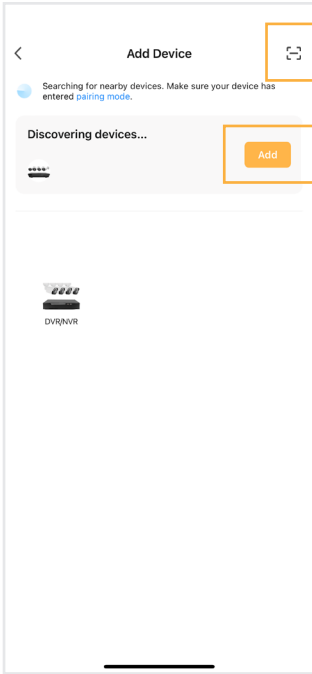 Add Device
Searching for nearby devices. Make sure your device has
entered pairing mode.
Discovering devices...
Add
DVR/NVR